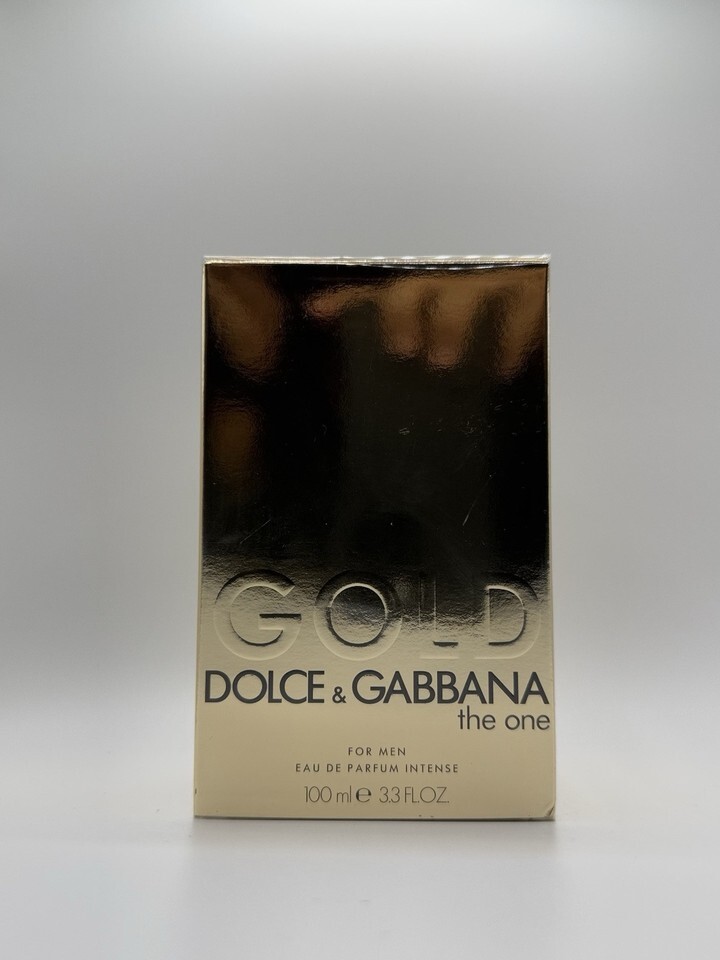 GOLD
DOLCE & GABBANA
the one
FOR MEN
EAU DE PARFUM INTENSE
100 ml ℮ 3.3 FL.OZ.